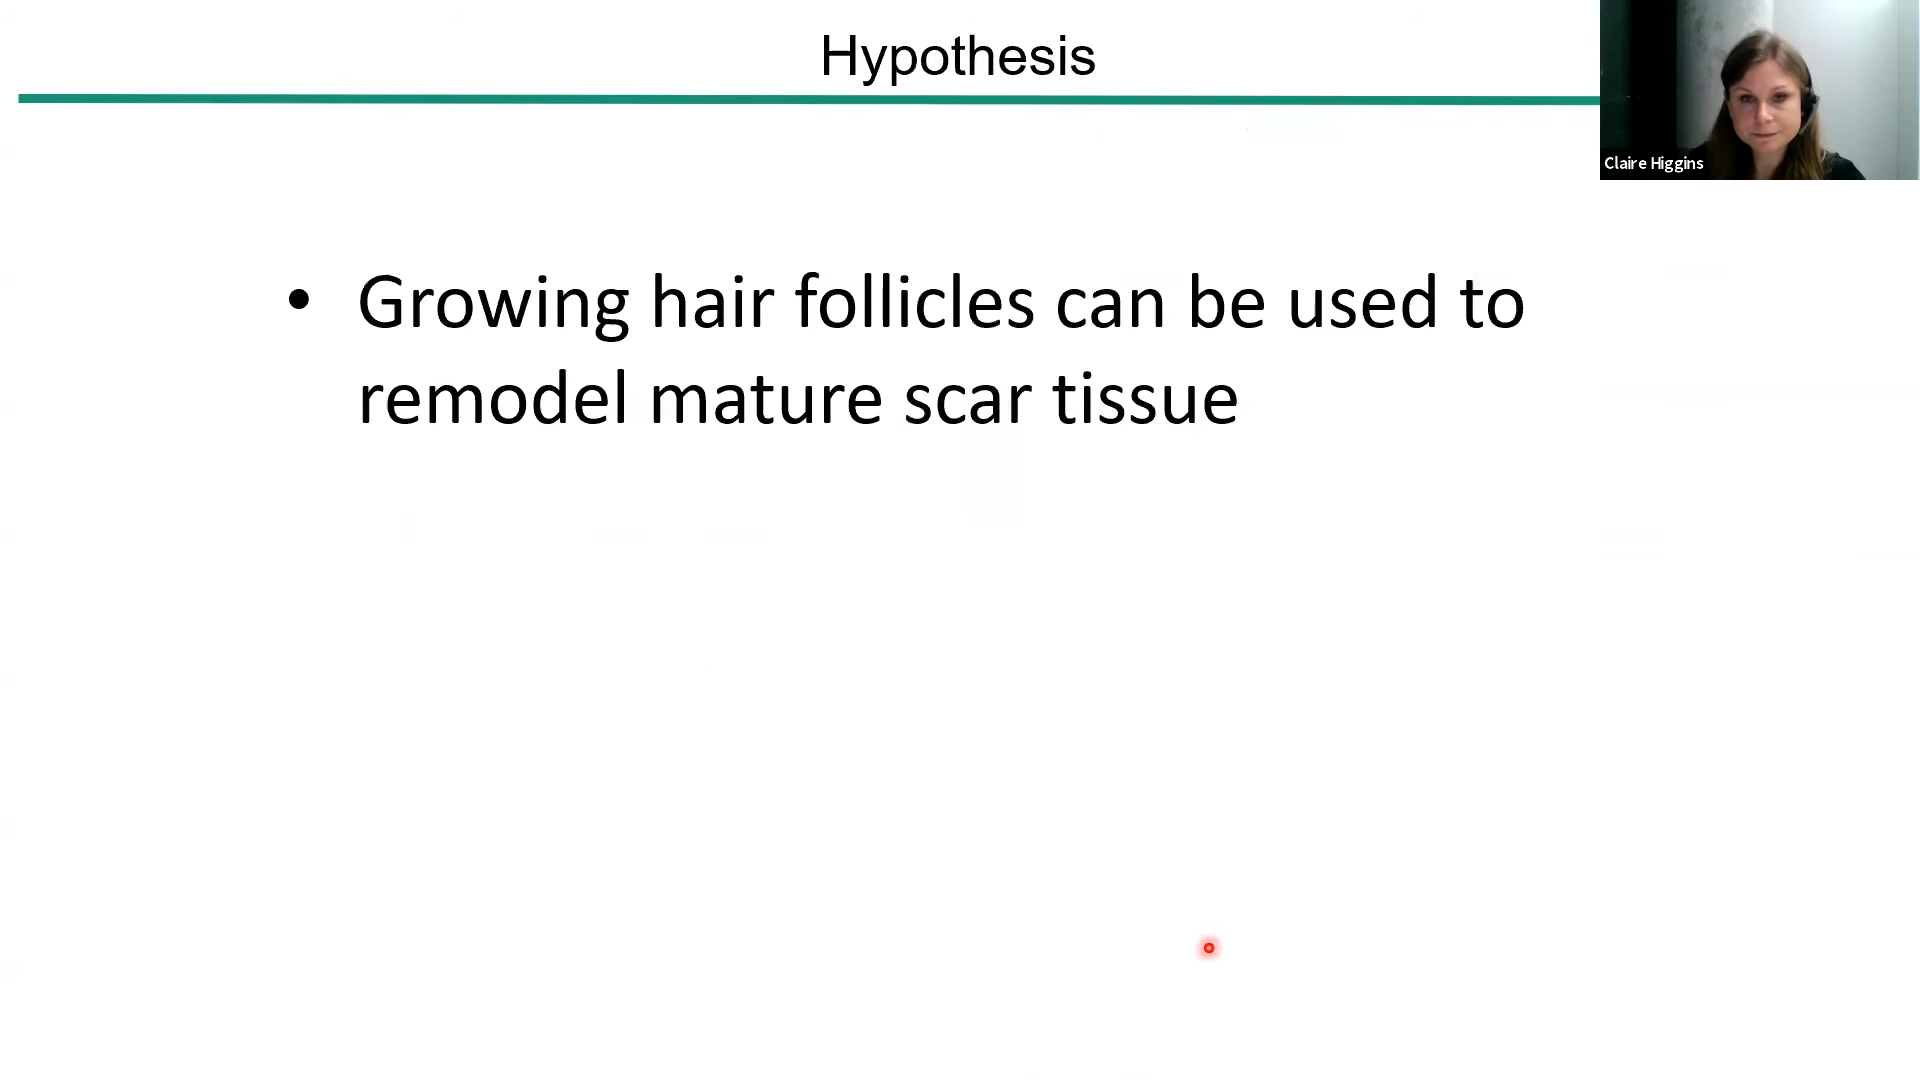 Hypothesis
Claire Higgins
• Growing hair follicles can be used to
remodel mature scar tissue